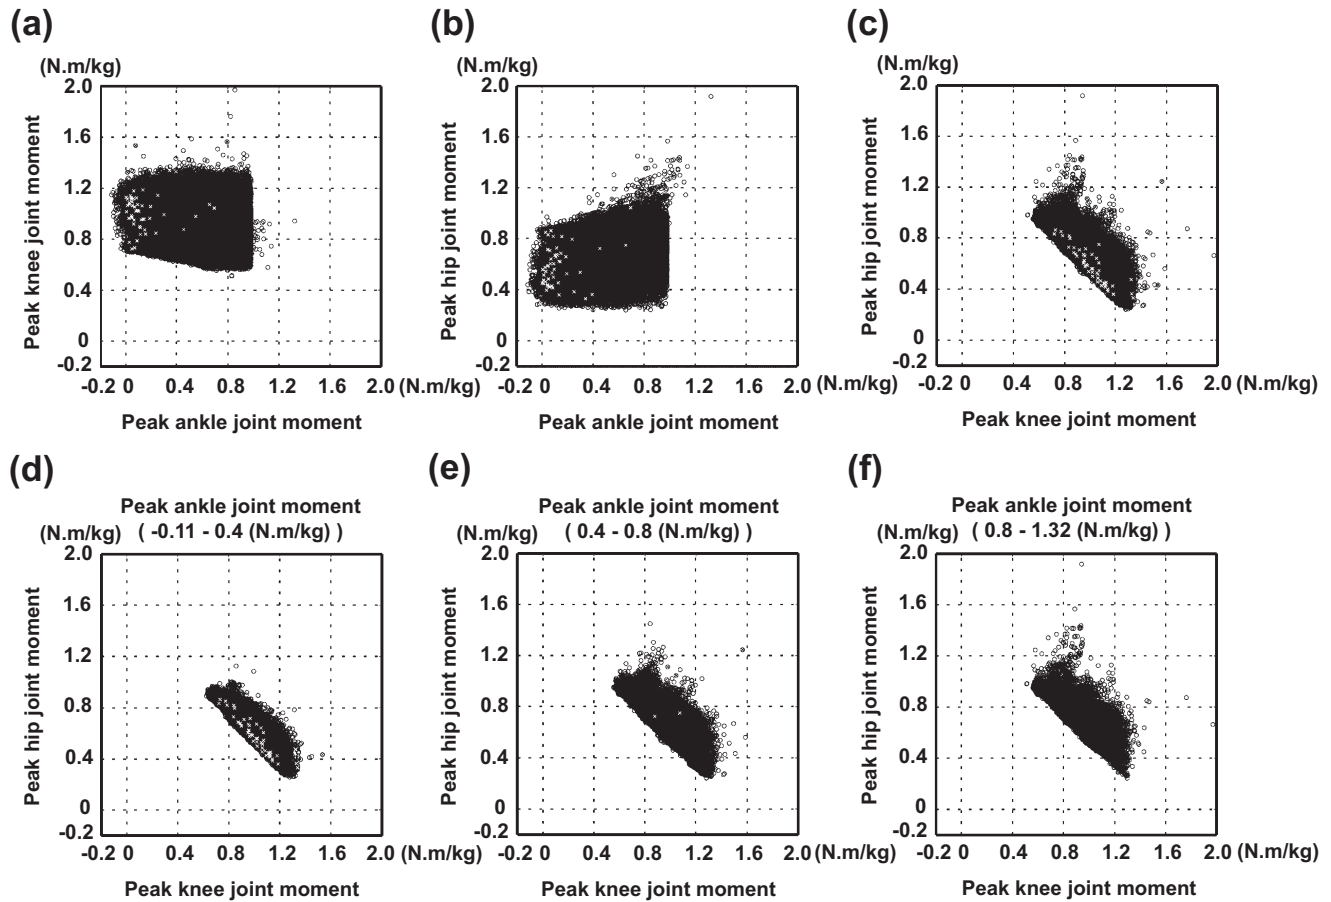 (a)
(N.m/kg)
2.0
1.6
1.2
0.8
0.4
0
-0.2
Peak knee joint moment
-0.2 0 0.4 0.8 1.2 1.6 2.0 (N.m/kg)
Peak ankle joint moment
(b)
(N.m/kg)
2.0
1.6
1.2
0.8
0.4
0
-0.2
Peak hip joint moment
-0.2 0 0.4 0.8 1.2 1.6 2.0 (N.m/kg)
Peak ankle joint moment
(c)
(N.m/kg)
2.0
1.6
1.2
0.8
0.4
0
-0.2
Peak hip joint moment
-0.2 0 0.4 0.8 1.2 1.6 2.0 (N.m/kg)
Peak knee joint moment
(d)
Peak ankle joint moment
(N.m/kg) ( -0.11 - 0.4 (N.m/kg) )
2.0
1.6
1.2
0.8
0.4
0
-0.2
Peak hip joint moment
-0.2 0 0.4 0.8 1.2 1.6 2.0 (N.m/kg)
Peak knee joint moment
(e)
Peak ankle joint moment
(N.m/kg) ( 0.4 - 0.8 (N.m/kg) )
2.0
1.6
1.2
0.8
0.4
0
-0.2
Peak hip joint moment
-0.2 0 0.4 0.8 1.2 1.6 2.0 (N.m/kg)
Peak knee joint moment
(f)
Peak ankle joint moment
(N.m/kg) ( 0.8 - 1.32 (N.m/kg) )
2.0
1.6
1.2
0.8
0.4
0
-0.2
Peak hip joint moment
-0.2 0 0.4 0.8 1.2 1.6 2.0 (N.m/kg)
Peak knee joint moment